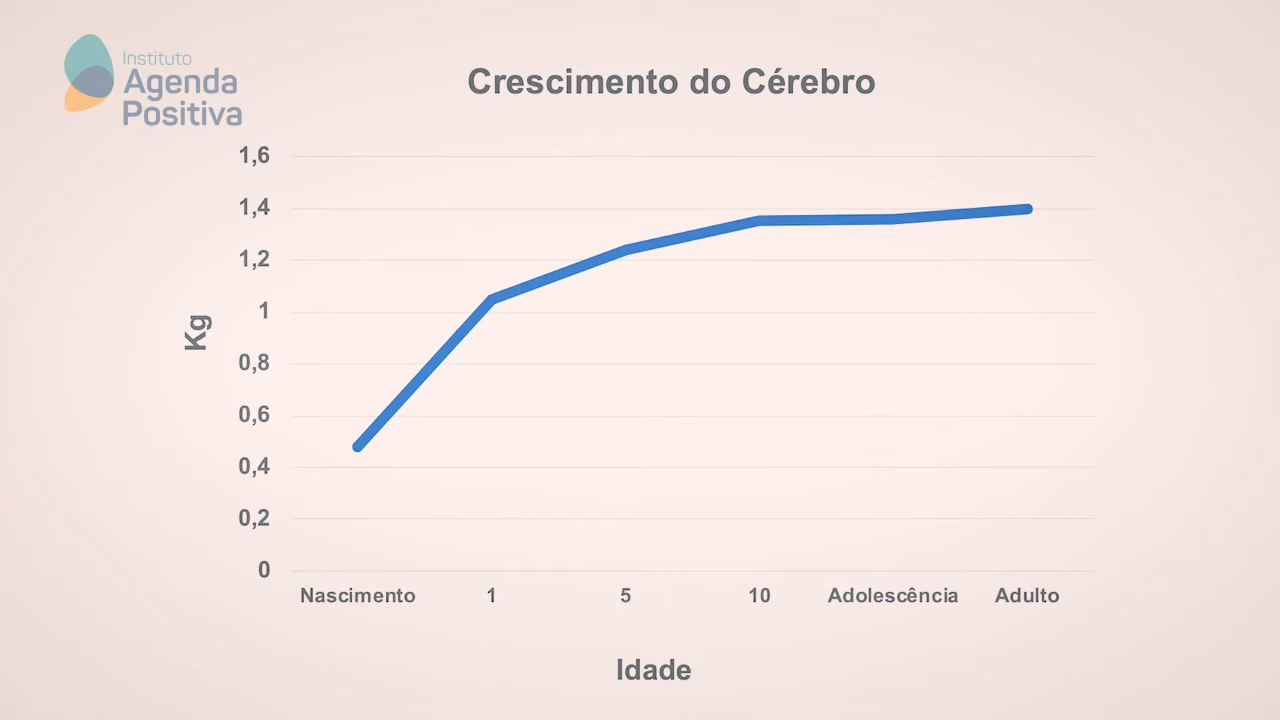 Instituto
Agenda
Positiva
Crescimento do Cérebro
1,6
1,4
1,2
1
0,8
0,6
0,4
0,2
0
Kg
Nascimento 1 5 10 Adolescência Adulto
Idade